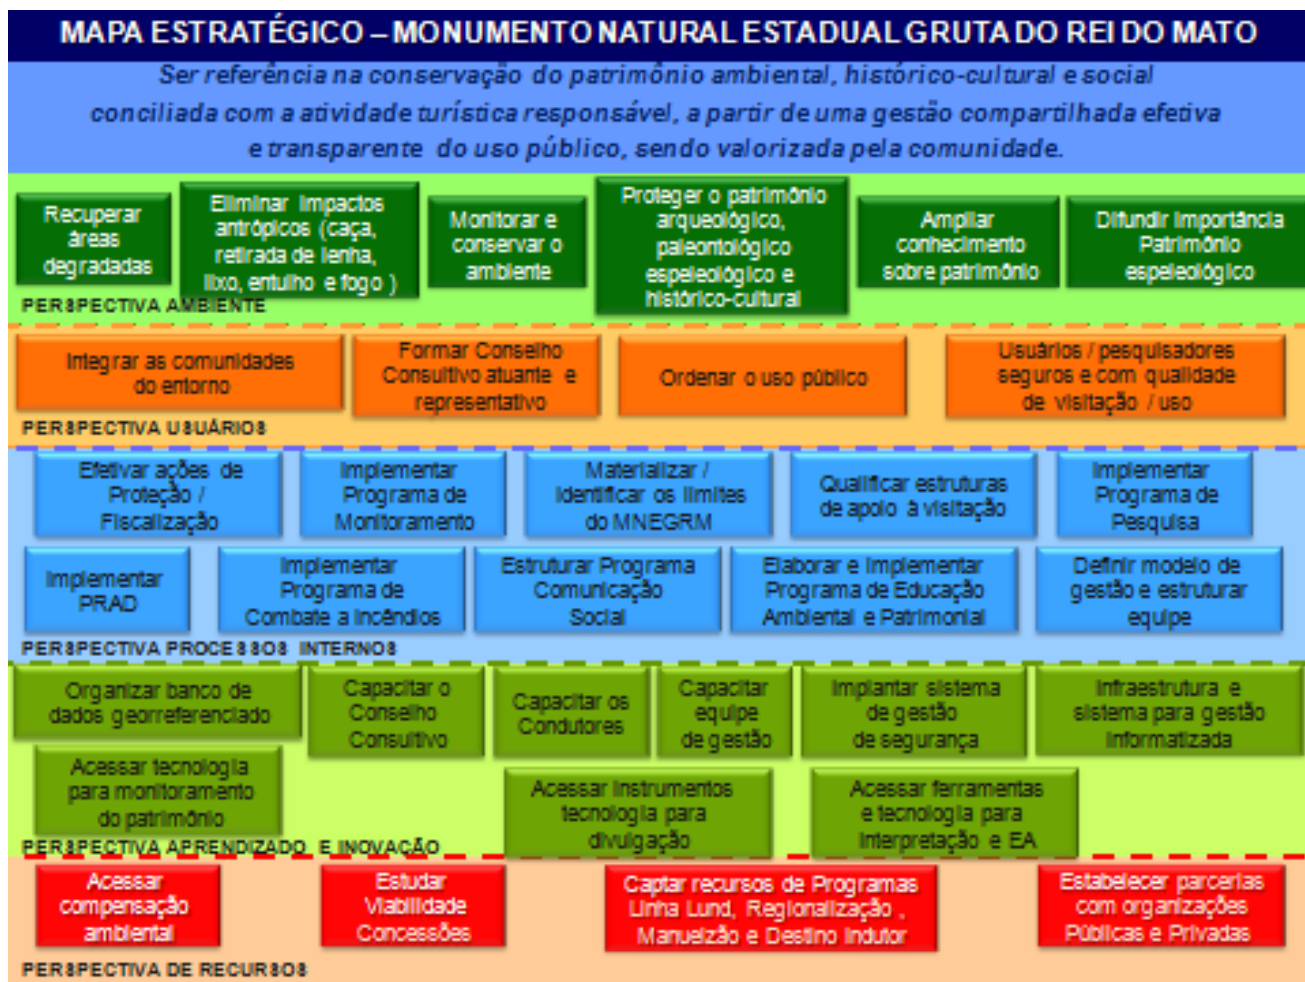 MAPA ESTRATÉGICO – MONUMENTO NATURAL ESTADUAL GRUTA DO REI DO MATO
Ser referência na conservação do patrimônio ambiental, histórico-cultural e social
conciliada com a atividade turística responsável, a partir de uma gestão compartilhada efetiva
e transparente do uso público, sendo valorizada pela comunidade.
Recuperar
áreas
degradadas
Eliminar Impactos
antrópicos (caça,
retirada de lenha,
lixo, entulho e fogo )
Monitorar e
conservar o
ambiente
Proteger o patrimônio
arqueológico,
paleontológico
espeleológico e
histórico-cultural
Ampliar
conhecimento
sobre patrimônio
Difundir Importância
Patrimônio
espeleológico
PERSPECTIVA AMBIENTE
Integrar as comunidades
do entorno
Formar Conselho
Consultivo atuante e
representativo
Ordenar o uso público
Usuários / pesquisadores
seguros e com qualidade
de visitação / uso
PERSPECTIVA USUÁRIOS
Efetivar ações de
Proteção /
Fiscalização
Implementar
Programa de
Monitoramento
Materializar /
Identificar os limites
do MNEGRM
Qualificar estruturas
de apoio à visitação
Implementar
Programa de
Pesquisa
Implementar
PRAD
Implementar
Programa de
Combate a Incêndios
Estruturar Programa
Comunicação
Social
Elaborar e Implementar
Programa de Educação
Ambiental e Patrimonial
Definir modelo de
gestão e estruturar
equipe
PERSPECTIVA PROCESSOS INTERNOS
Organizar banco de
dados georreferenciado
Capacitar o
Conselho
Consultivo
Capacitar os
Condutores
Capacitar
equipe
de gestão
Implantar sistema
de gestão
de segurança
Infraestrutura e
sistema para gestão
Informatizada
Acessar tecnologia
para monitoramento
do patrimônio
Acessar Instrumentos
tecnologia para
divulgação
Acessar ferramentas
e tecnologia para
Interpretação e EA
PERSPECTIVA APRENDIZADO E INOVAÇÃO
Acessar
compensação
ambiental
Estudar
Viabilidade
Concessões
Captar recursos de Programas
Linha Lund, Regionalização ,
Manuelzão e Destino Indutor
Estabelecer parcerias
com organizações
Públicas e Privadas
PERSPECTIVA DE RECURSOS